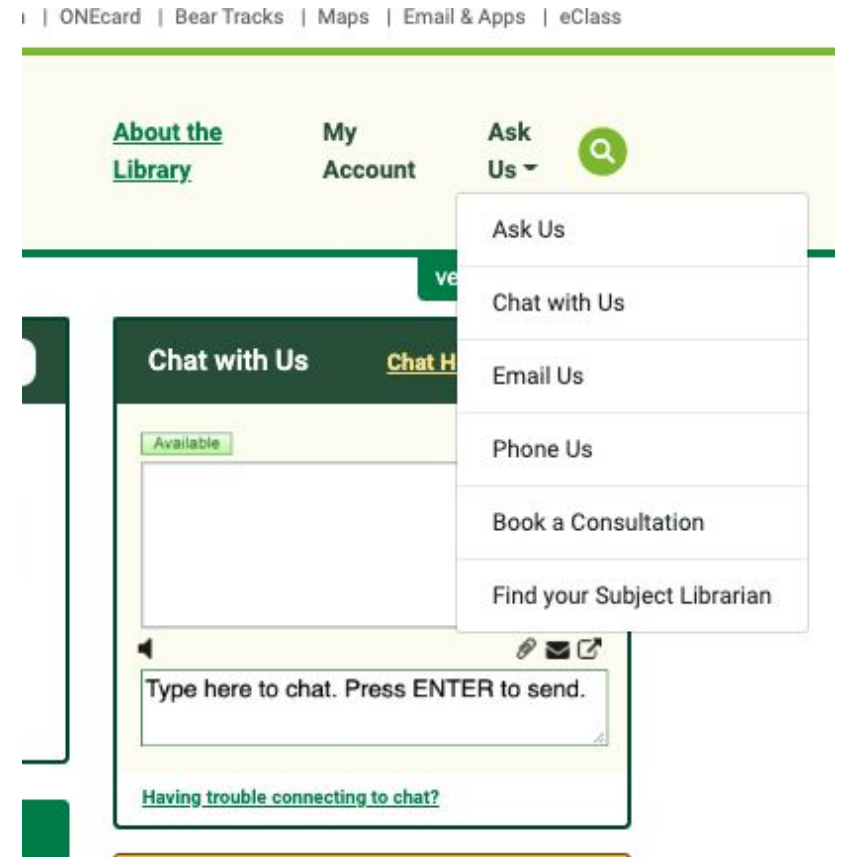 | ONEcard | Bear Tracks | Maps | Email & Apps | eClass
About the
Library
My
Account
Ask
Us
Ask Us
Chat with Us
Email Us
Phone Us
Book a Consultation
Find your Subject Librarian
Chat with Us
Available
Type here to chat. Press ENTER to send.
Having trouble connecting to chat?